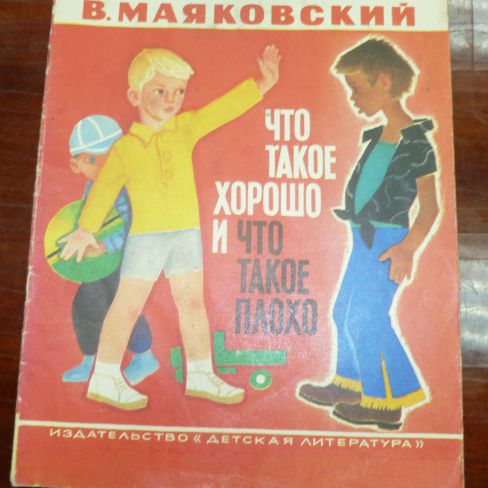 В. МАЯКОВСКИЙ
ЧТО
ТАКОЕ
ХОРОШО
И ЧТО
ТАКОЕ
ПЛОХО
ИЗДАТЕЛЬСТВО «ДЕТСКАЯ ЛИТЕРАТУРА»